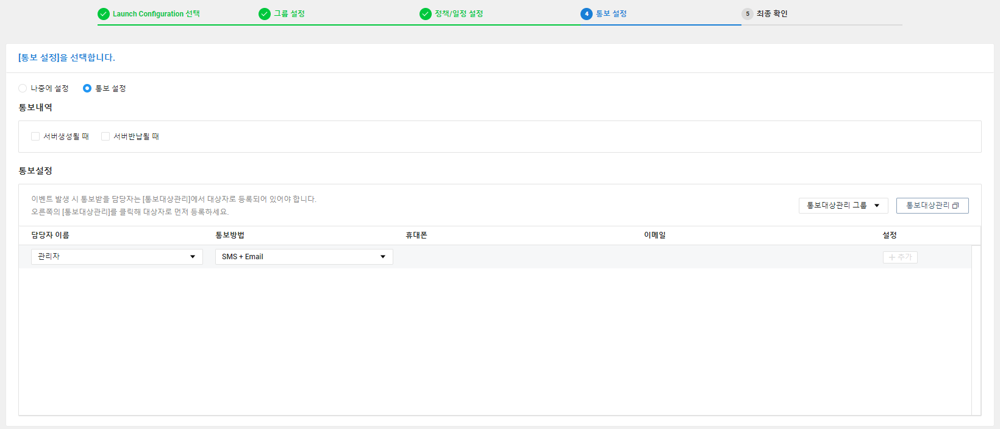 Launch Configuration 선택
그룹 설정
정책/일정 설정
4 통보 설정
5 최종 확인
[통보 설정]을 선택합니다.
나중에 설정
통보 설정
통보내역
서버생성될 때
서버반납될 때
통보설정
이벤트 발생 시 통보받을 담당자는 [통보대상관리]에서 대상자로 등록되어 있어야 합니다.
오른쪽의 [통보대상관리]를 클릭해 대상자로 먼저 등록하세요.
통보대상관리 그룹
통보대상관리
담당자 이름
통보방법
휴대폰
이메일
설정
관리자
SMS + Email
+ 추가